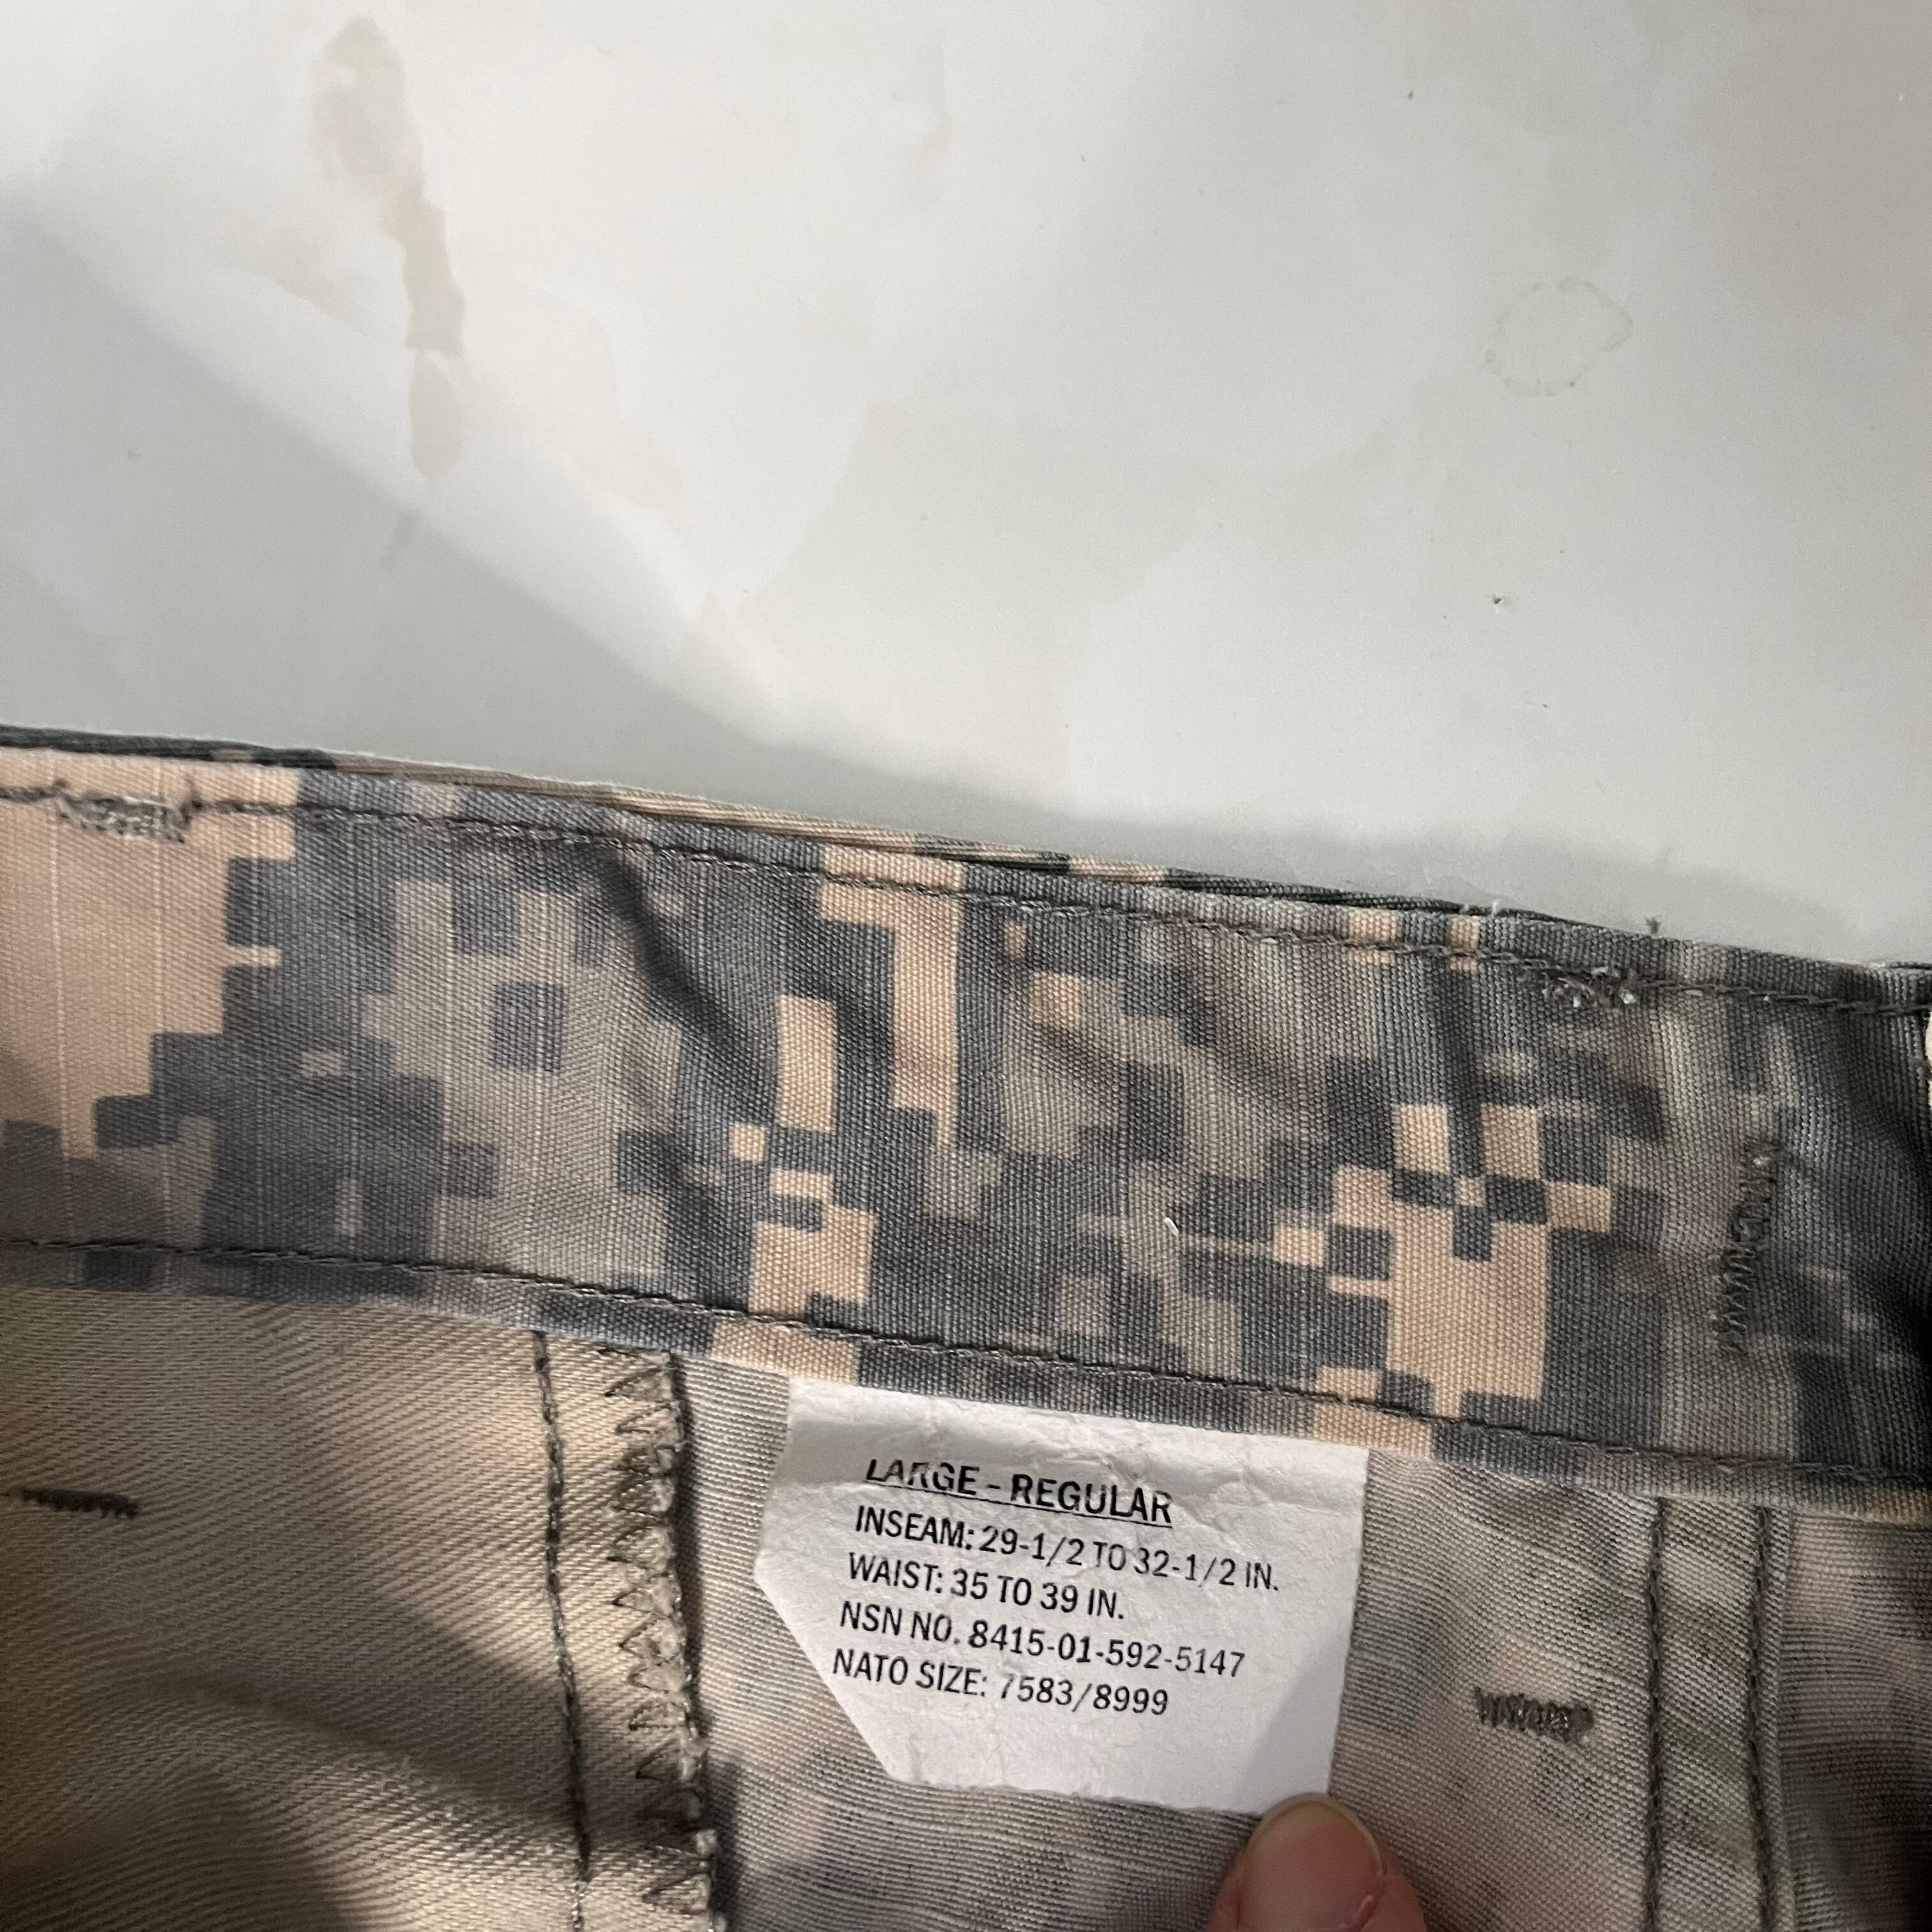 LARGE - REGULAR
INSEAM: 29-1/2 TO 32-1/2 IN.
WAIST: 35 TO 39 IN.
NSN NO. 8415-01-592-5147
NATO SIZE: 7583/8999